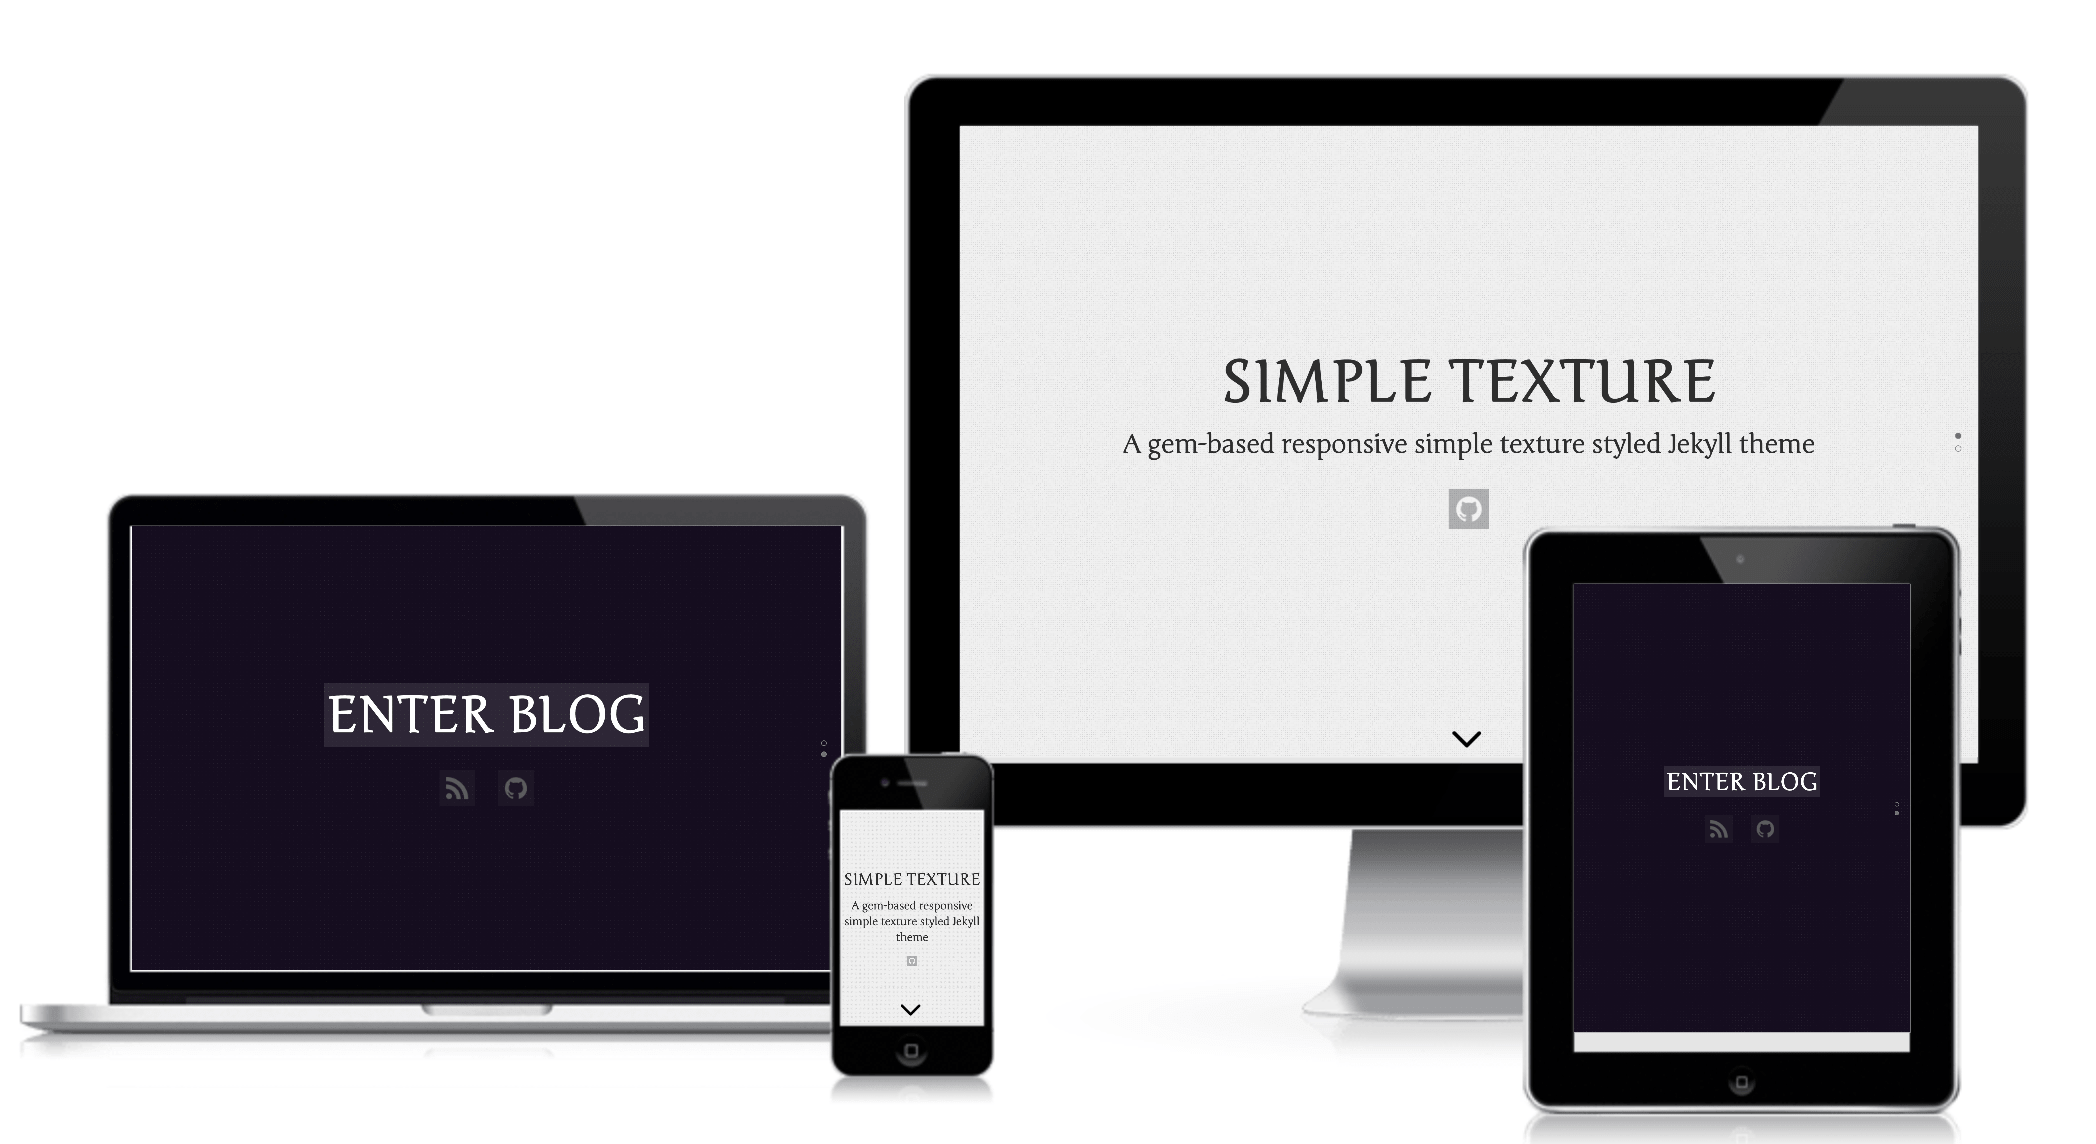 SIMPLE TEXTURE
A gem-based responsive simple texture styled Jekyll theme
ENTER BLOG
SIMPLE TEXTURE
A gem-based responsive
simple texture styled Jekyll
theme
ENTER BLOG